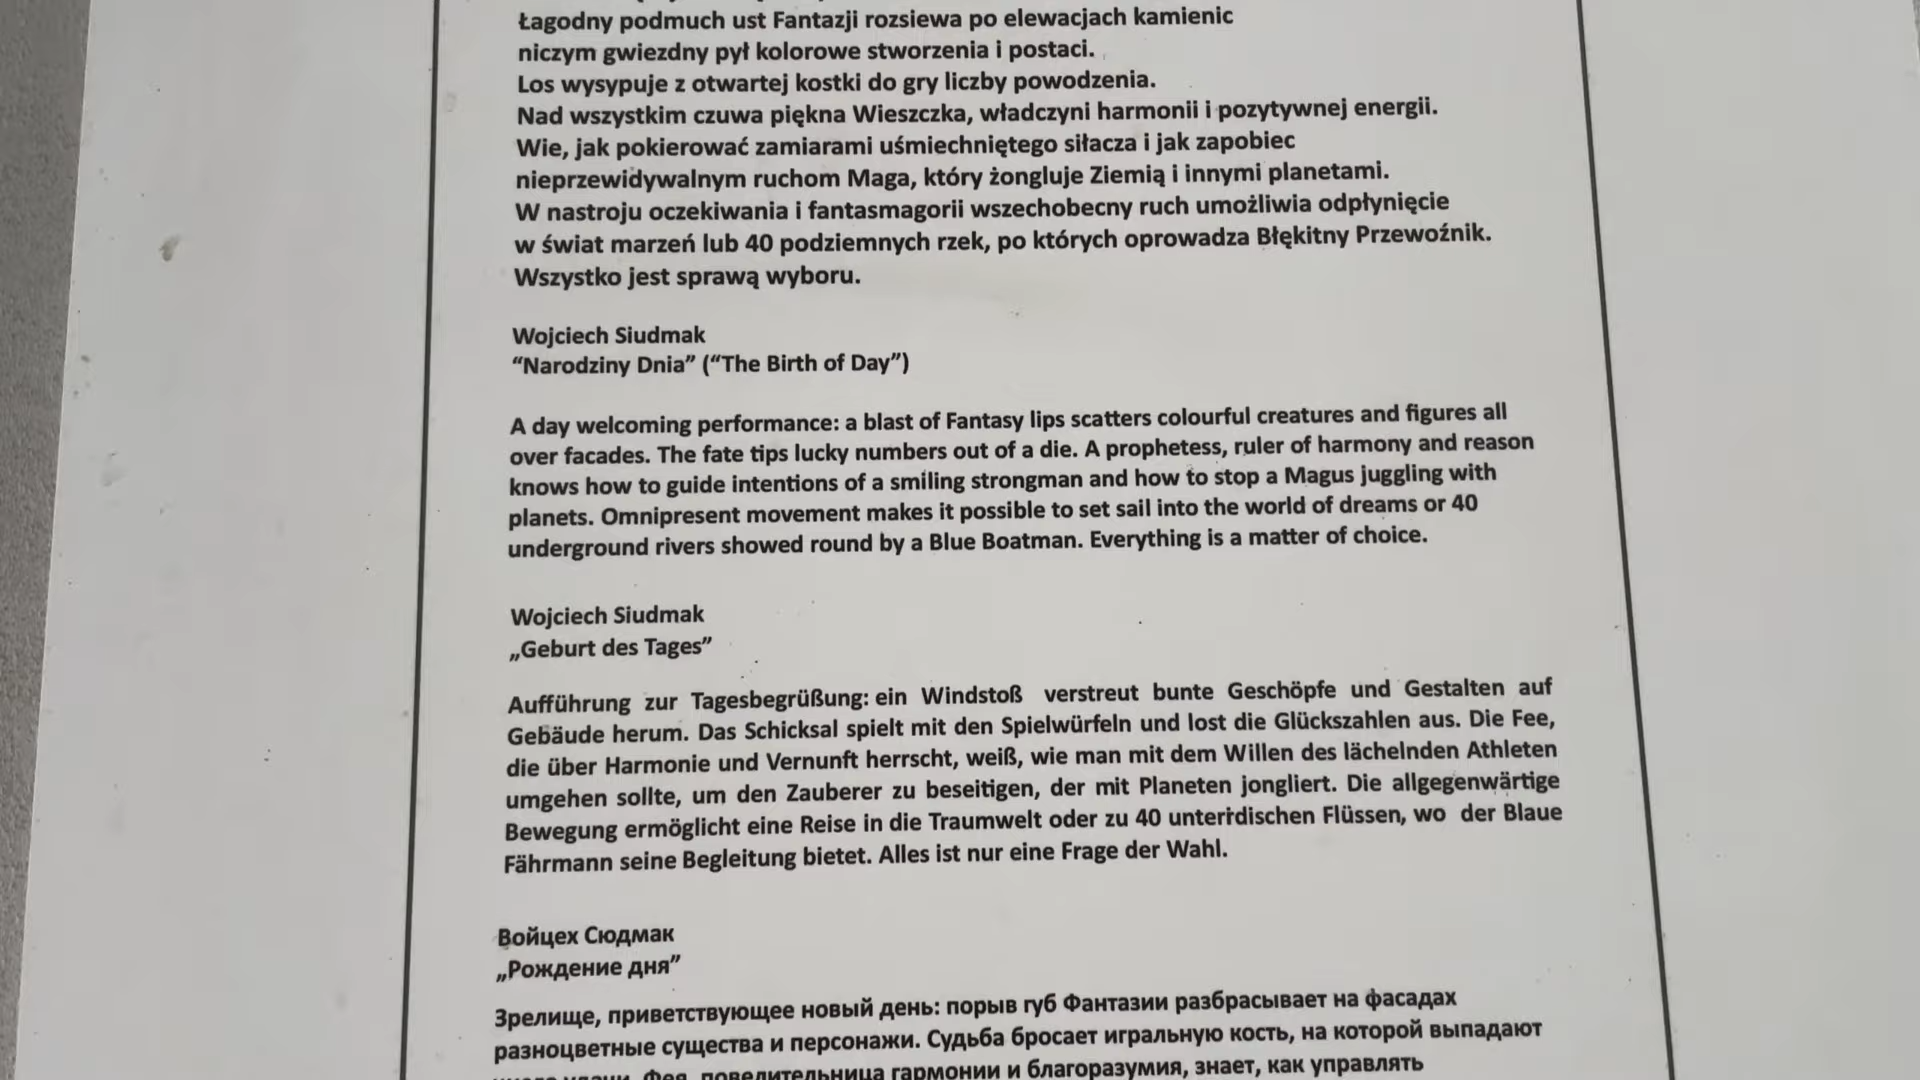 Łagodny podmuch ust Fantazji rozsiewa po elewacjach kamienic
niczym gwiezdny pył kolorowe stworzenia i postaci.
Los wysypuje z otwartej kostki do gry liczby powodzenia.
Nad wszystkim czuwa piękna Wieszczka, władczyni harmonii i pozytywnej energii.
Wie, jak pokierować zamiarami uśmiechniętego siłacza i jak zapobiec
nieprzewidywalnym ruchom Maga, który żongluje Ziemią i innymi planetami.
W nastroju oczekiwania i fantasmagorii wszechobecny ruch umożliwia odpłynięcie
w świat marzeń lub 40 podziemnych rzek, po których oprowadza Błękitny Przewoźnik.
Wszystko jest sprawą wyboru.
Wojciech Siudmak
“Narodziny Dnia” (“The Birth of Day”)
A day welcoming performance: a blast of Fantasy lips scatters colourful creatures and figures all
over facades. The fate tips lucky numbers out of a die. A prophetess, ruler of harmony and reason
knows how to guide intentions of a smiling strongman and how to stop a Magus juggling with
planets. Omnipresent movement makes it possible to set sail into the world of dreams or 40
underground rivers showed round by a Blue Boatman. Everything is a matter of choice.
Wojciech Siudmak
„Geburt des Tages”
Aufführung zur Tagesbegrüßung: ein Windstoß verstreut bunte Geschöpfe und Gestalten auf
Gebäude herum. Das Schicksal spielt mit den Spielwürfeln und lost die Glückszahlen aus. Die Fee,
die über Harmonie und Vernunft herrscht, weiß, wie man mit dem Willen des lächelnden Athleten
umgehen sollte, um den Zauberer zu beseitigen, der mit Planeten jongliert. Die allgegenwärtige
Bewegung ermöglicht eine Reise in die Traumwelt oder zu 40 unterirdischen Flüssen, wo der Blaue
Fährmann seine Begleitung bietet. Alles ist nur eine Frage der Wahl.
Войцех Сюдмак
„Рождение дня”
Зрелище, приветствующее новый день: порыв губ Фантазии разбрасывает на фасадах
разноцветные существа и персонажи. Судьба бросает игральную кость, на которой выпадают
Фея, повелительница гармонии и благоразумия, знает, как управлять